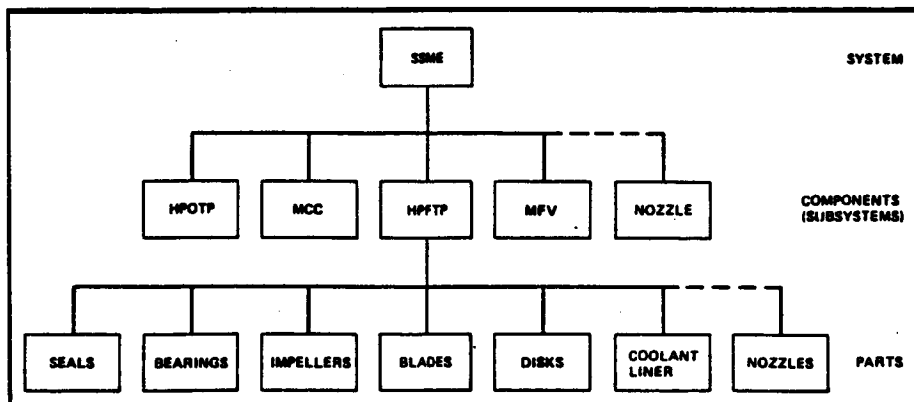 SSME
SYSTEM
HPOTP
MCC
HPFTP
MFV
NOZZLE
COMPONENTS
(SUBSYSTEMS)
SEALS
BEARINGS
IMPELLERS
BLADES
DISKS
COOLANT
LINER
NOZZLES
PARTS